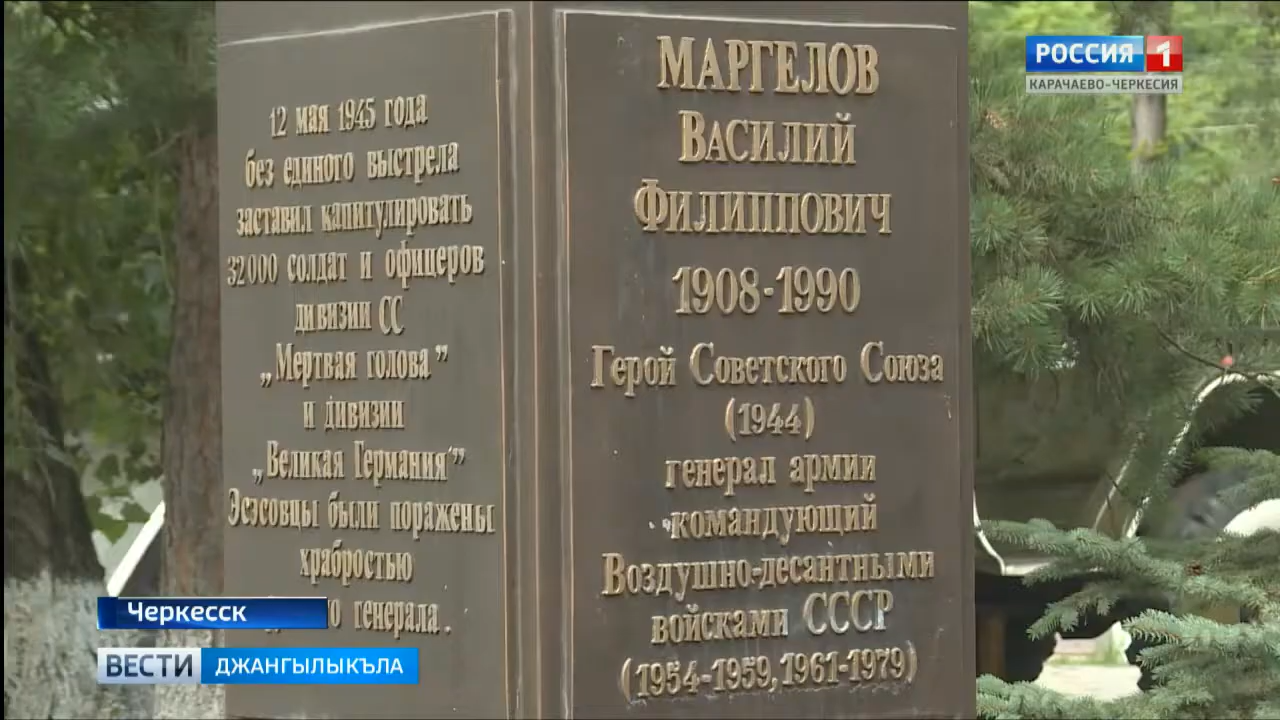 12 мая 1945 года
без единого выстрела
заставил капитулировать
32000 солдат и офицеров
дивизии СС
„Мертвая голова”
и дивизии
„Великая Германия”
Эсэсовцы были поражены
храбростью
генерала.
МАРГЕЛОВ
ВАСИЛИЙ
ФИЛИППОВИЧ
1908-1990
Герой Советского Союза
(1944)
генерал армии
командующий
Воздушно-десантными
войсками СССР
(1954-1959, 1961-1979)
РОССИЯ 1
КАРАЧАЕВО-ЧЕРКЕСИЯ
Черкесск
ВЕСТИ ДЖАНГЫЛЫКЪЛА